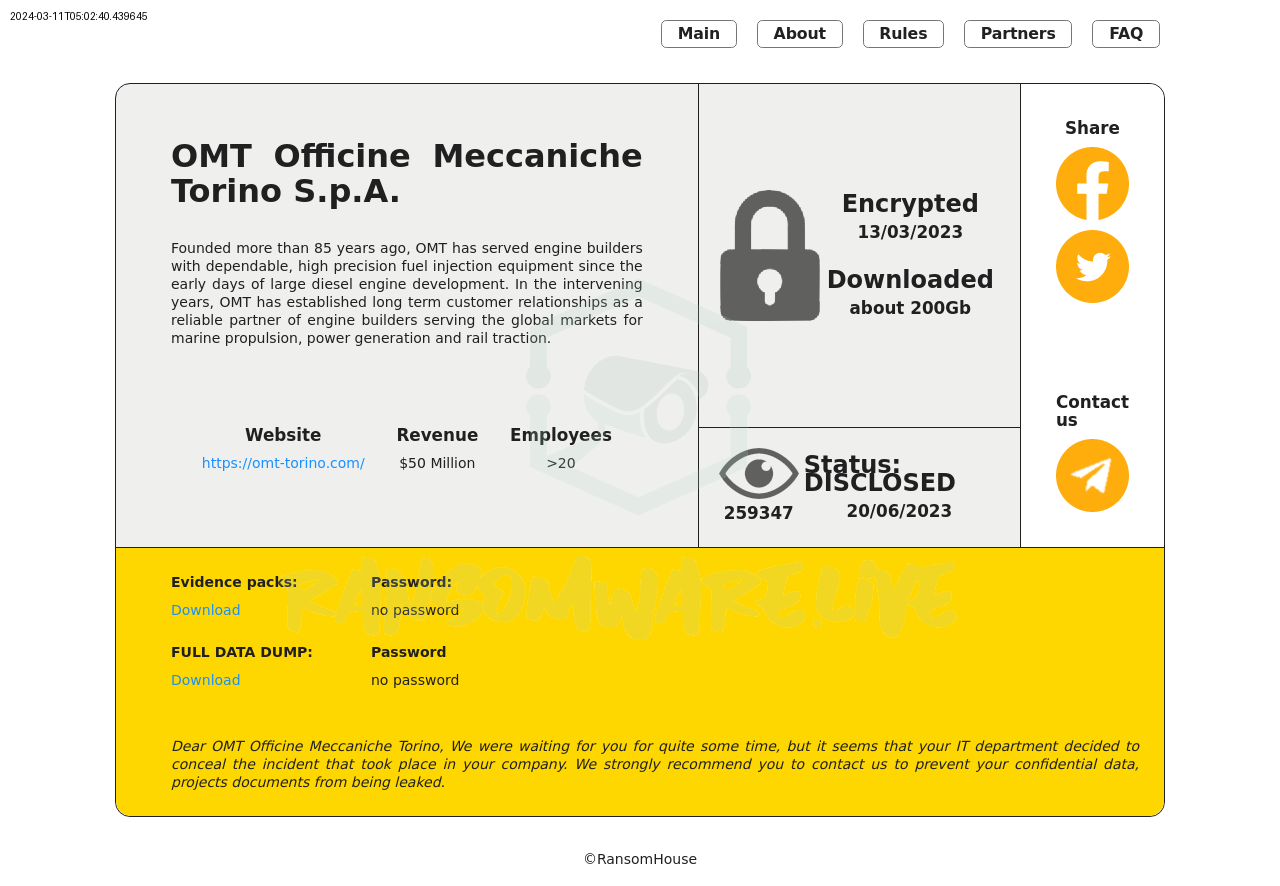 2024-03-11T05:02:40.439645
Main About Rules Partners FAQ
OMT Officine Meccaniche
Torino S.p.A.
Founded more than 85 years ago, OMT has served engine builders
with dependable, high precision fuel injection equipment since the
early days of large diesel engine development. In the intervening
years, OMT has established long term customer relationships as a
reliable partner of engine builders serving the global markets for
marine propulsion, power generation and rail traction.
Website Revenue Employees
https://omt-torino.com/ $50 Million >20
Encrypted
13/03/2023
Downloaded
about 200Gb
Status:
DISCLOSED
259347 20/06/2023
Share
Contact
us
Evidence packs: Password:
Download no password
RANSOMWARE.LIVE
FULL DATA DUMP: Password
Download no password
Dear OMT Officine Meccaniche Torino, We were waiting for you for quite some time, but it seems that your IT department decided to
conceal the incident that took place in your company. We strongly recommend you to contact us to prevent your confidential data,
projects documents from being leaked.
©RansomHouse